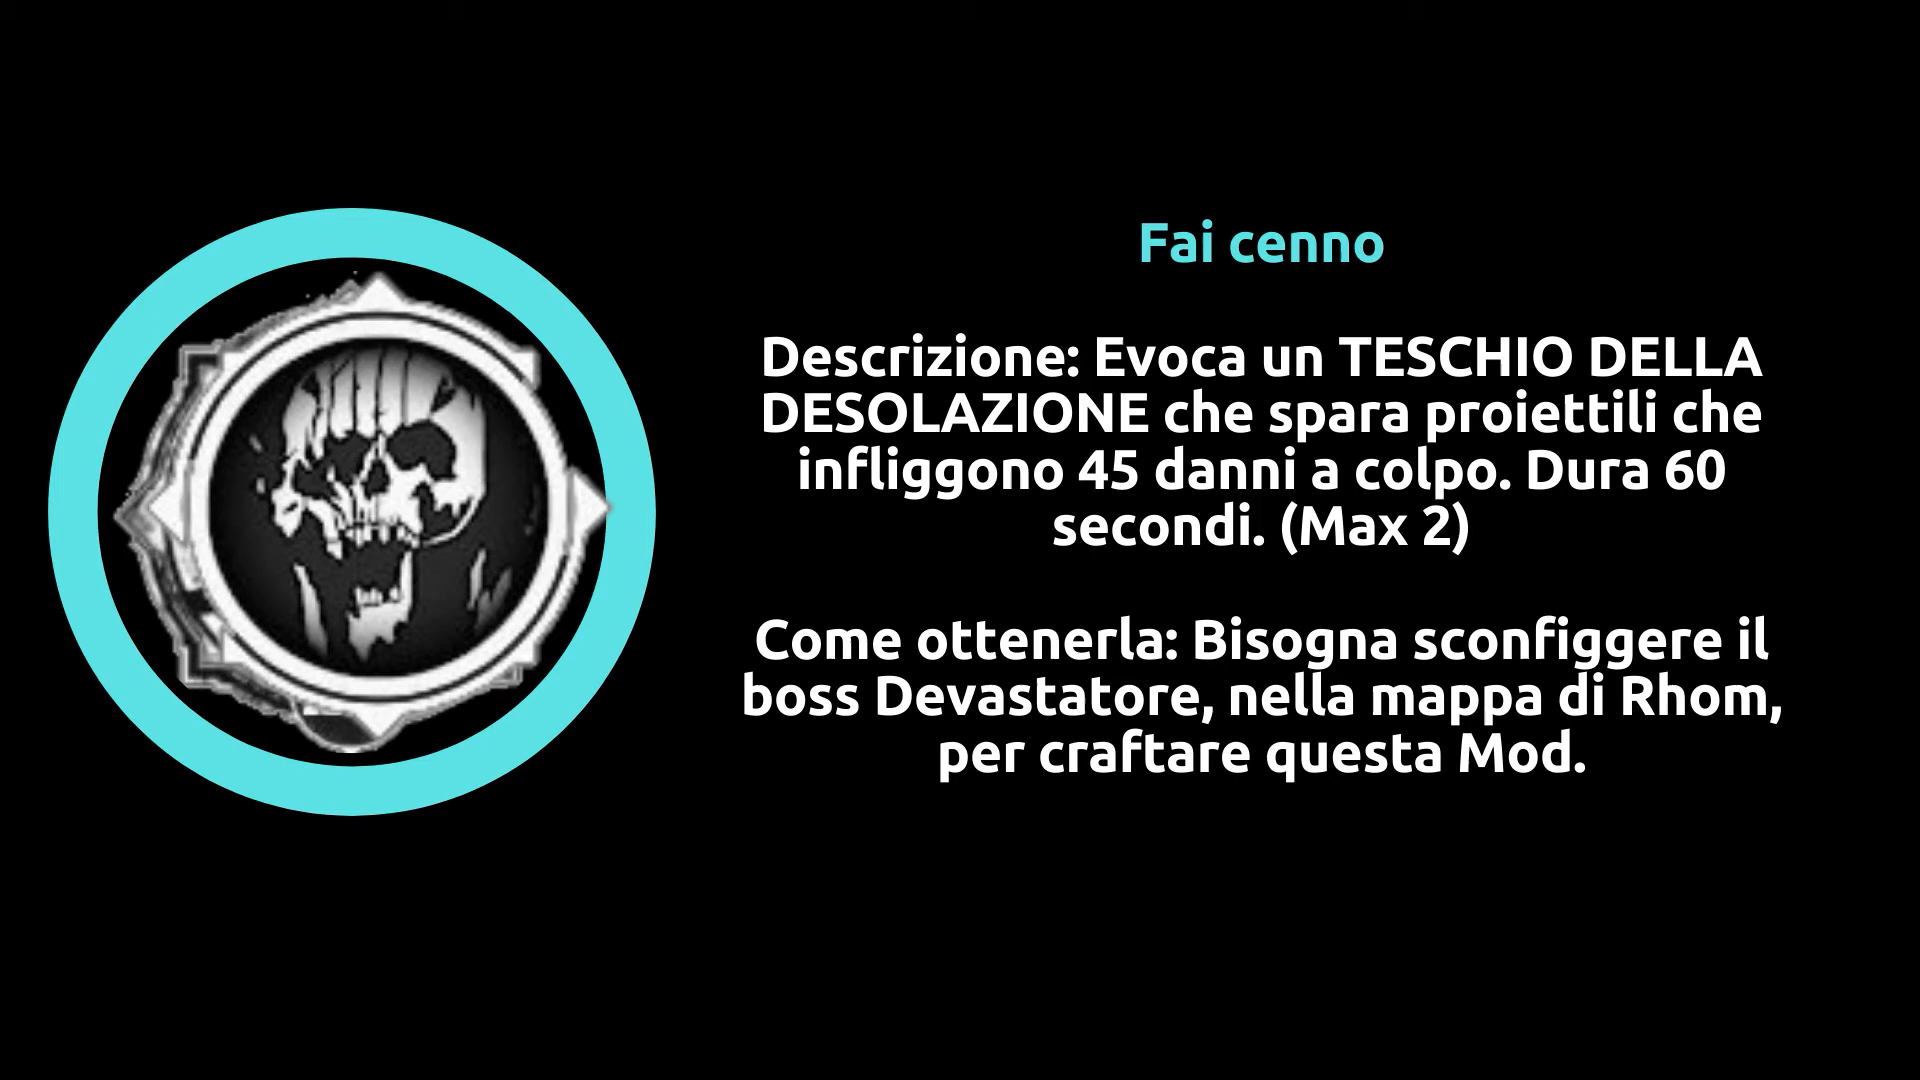 Fai cenno
Descrizione: Evoca un TESCHIO DELLA
DESOLAZIONE che spara proiettili che
infliggono 45 danni a colpo. Dura 60
secondi. (Max 2)
Come ottenerla: Bisogna sconfiggere il
boss Devastatore, nella mappa di Rhom,
per craftare questa Mod.